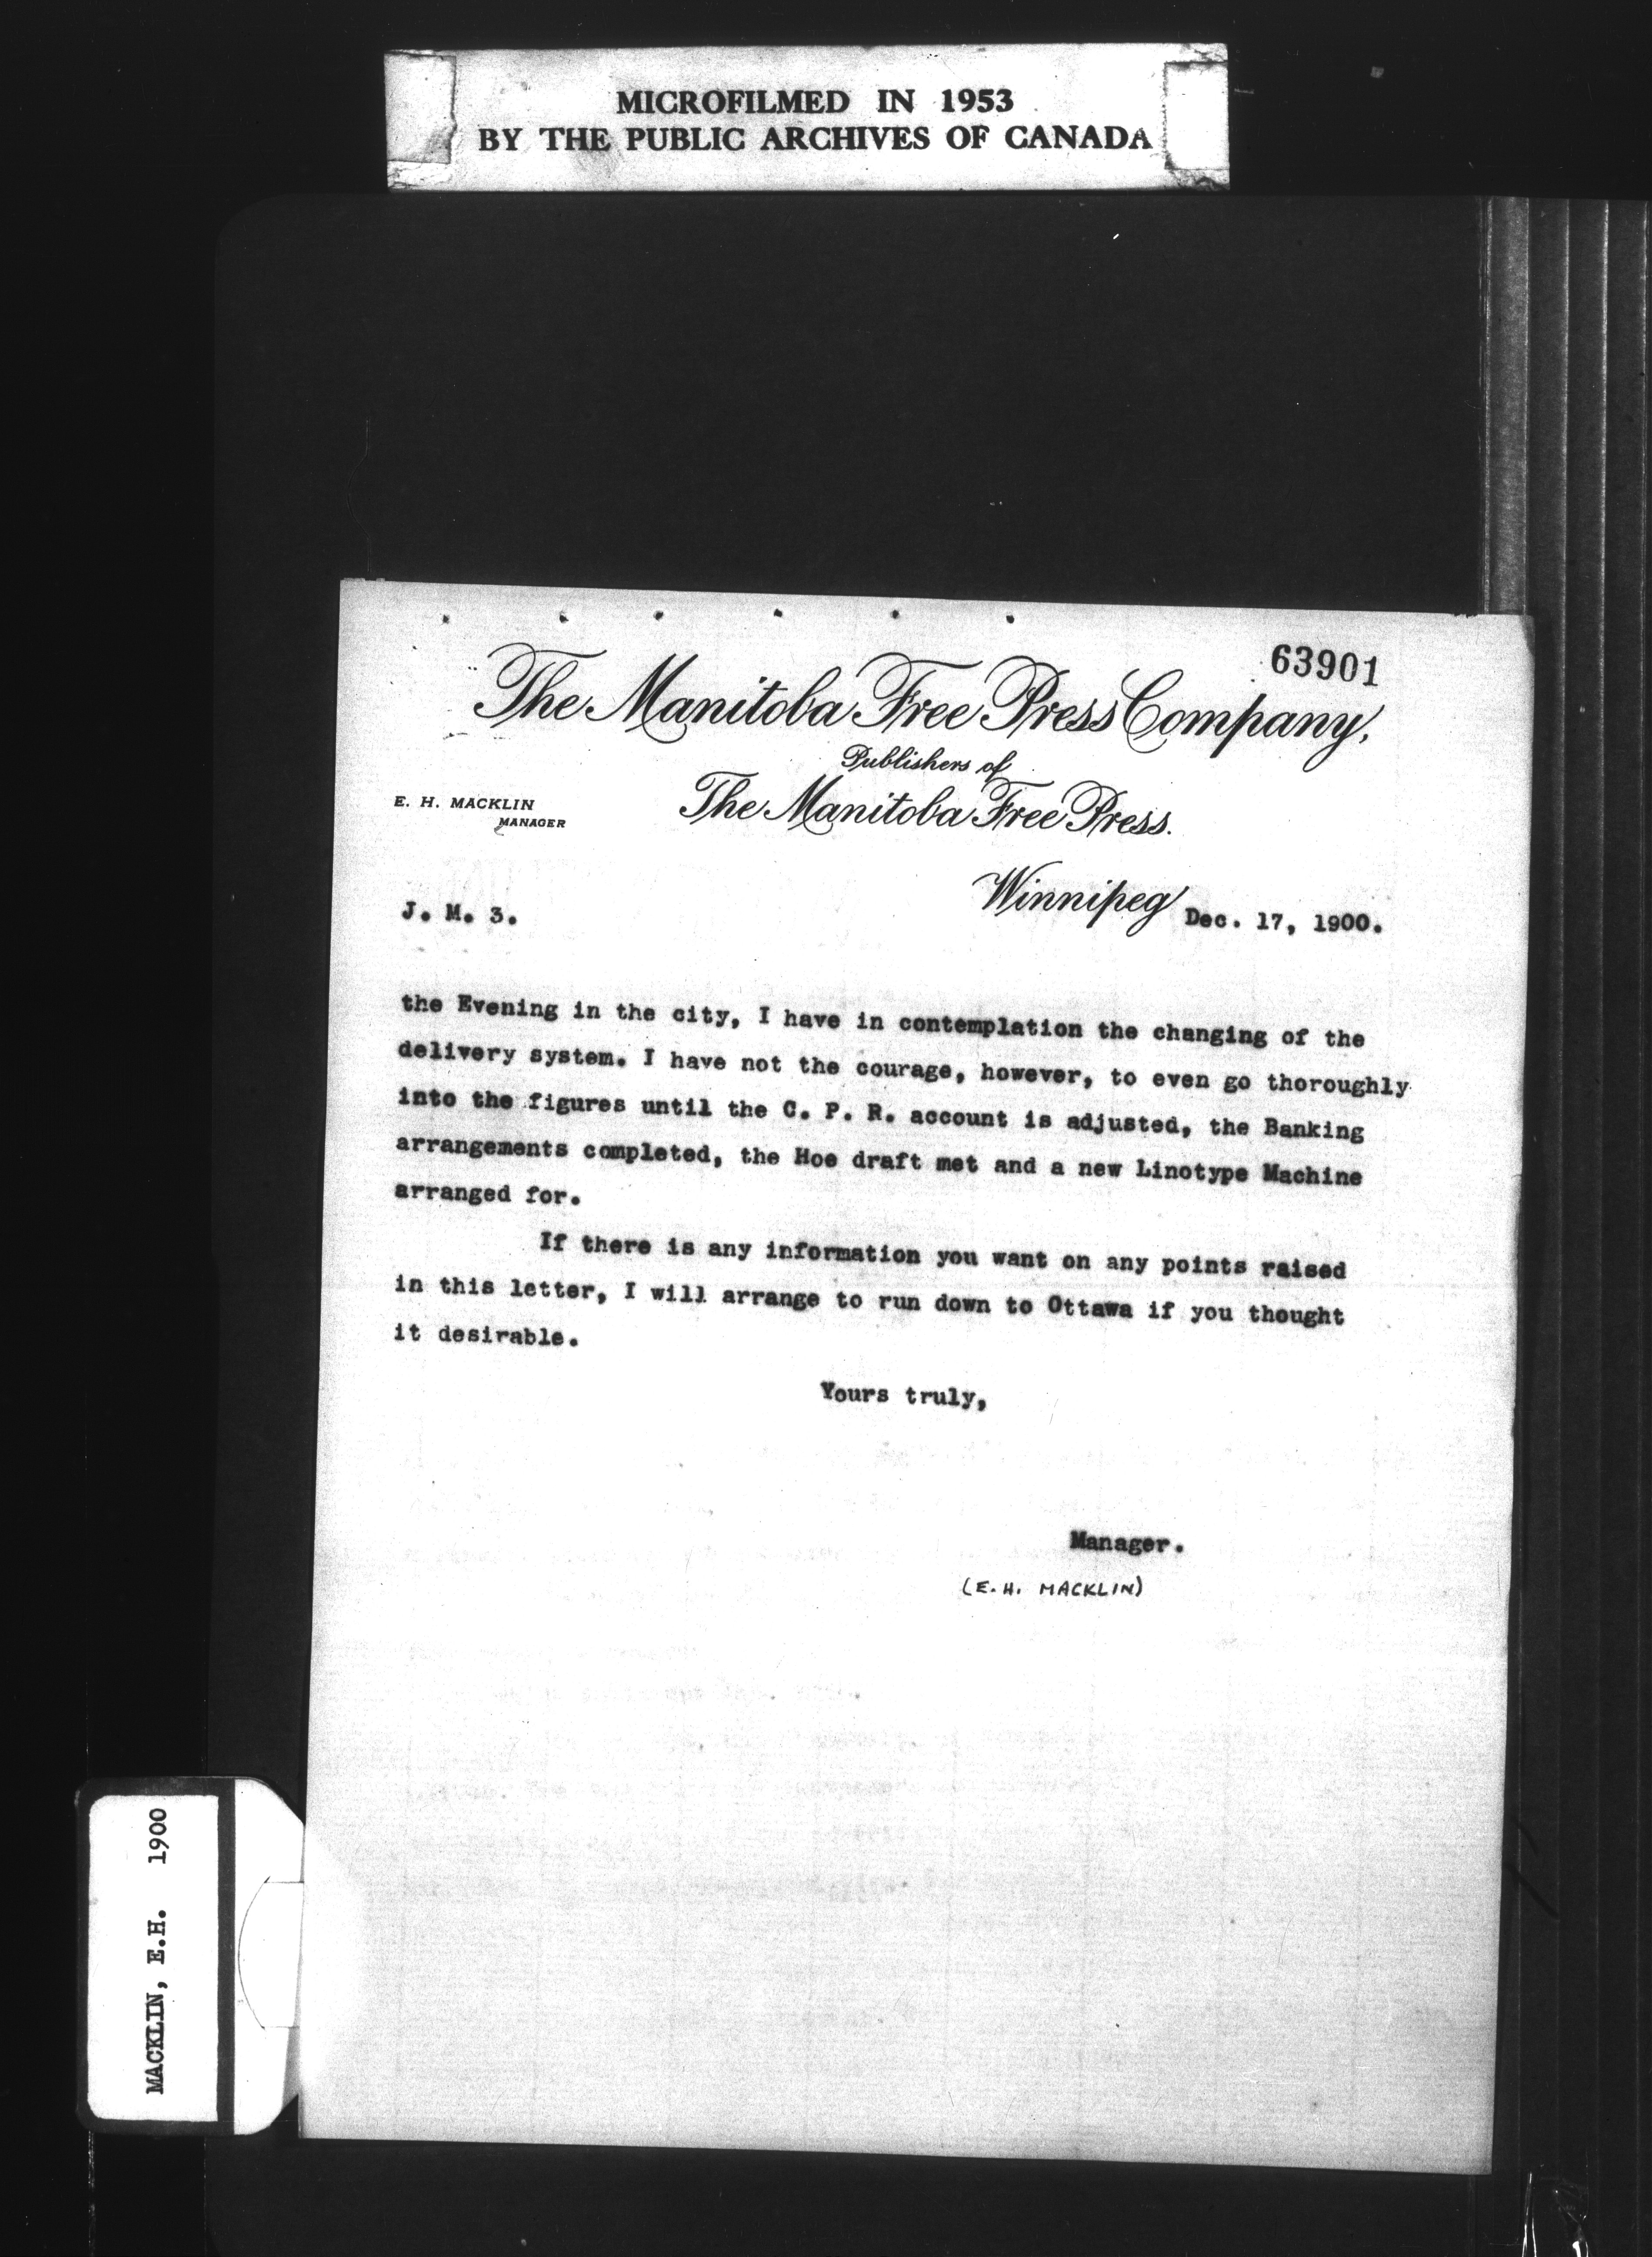 MICROFILMED IN 1953
BY THE PUBLIC ARCHIVES OF CANADA
63901
The Manitoba Free Press Company,
Publishers of
The Manitoba Free Press.
E. H. MACKLIN
MANAGER
Winnipeg Dec. 17, 1900.
J. M. 3.
the Evening in the city, I have in contemplation the changing of the
delivery system. I have not the courage, however, to even go thoroughly
into the figures until the C. P. R. account is adjusted, the Banking
arrangements completed, the Hoe draft met and a new Linotype Machine
arranged for.
If there is any information you want on any points raised
in this letter, I will arrange to run down to Ottawa if you thought
it desirable.
Yours truly,
Manager.
(E.H. MACKLIN)
MACKLIN, E.H. 1900